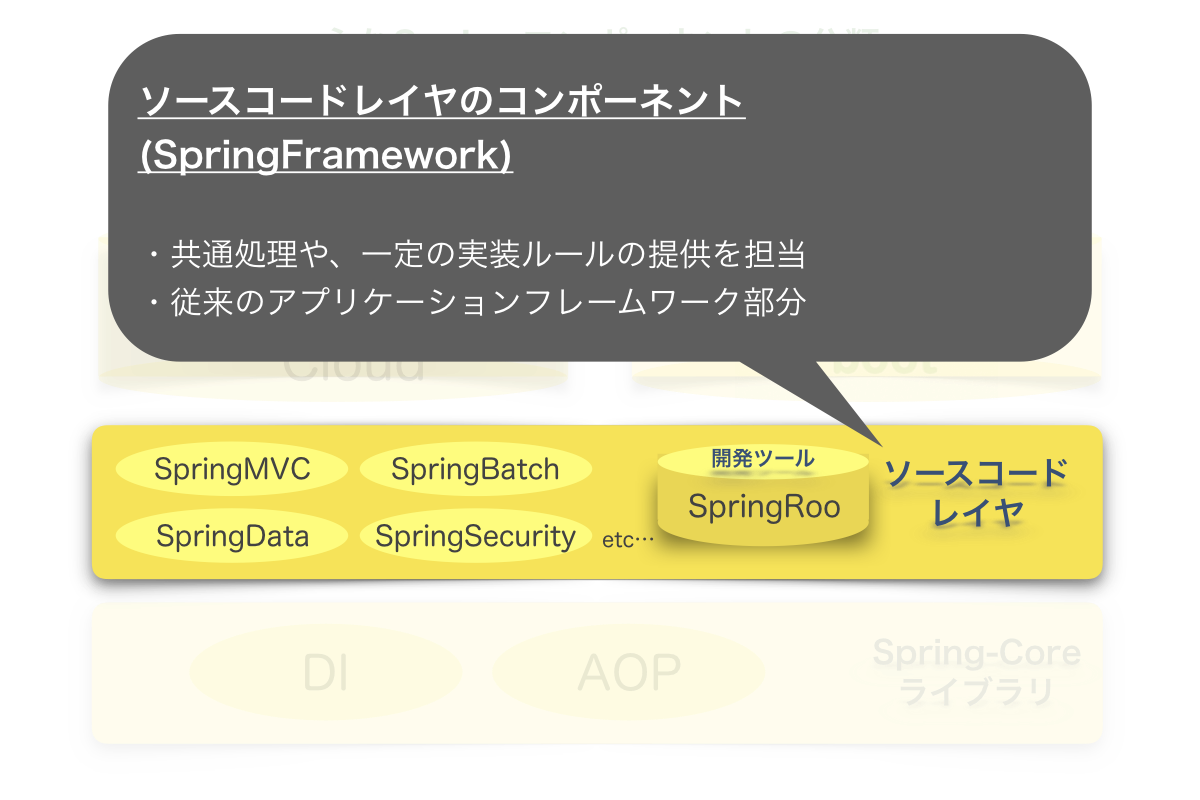 ソースコードレイヤのコンポーネント
(SpringFramework)
・共通処理や、一定の実装ルールの提供を担当
・従来のアプリケーションフレームワーク部分
Cloud
boot
SpringMVC
SpringBatch
開発ツール
SpringRoo
ソースコード
レイヤ
SpringData
SpringSecurity
etc…
DI
AOP
Spring-Core
ライブラリ